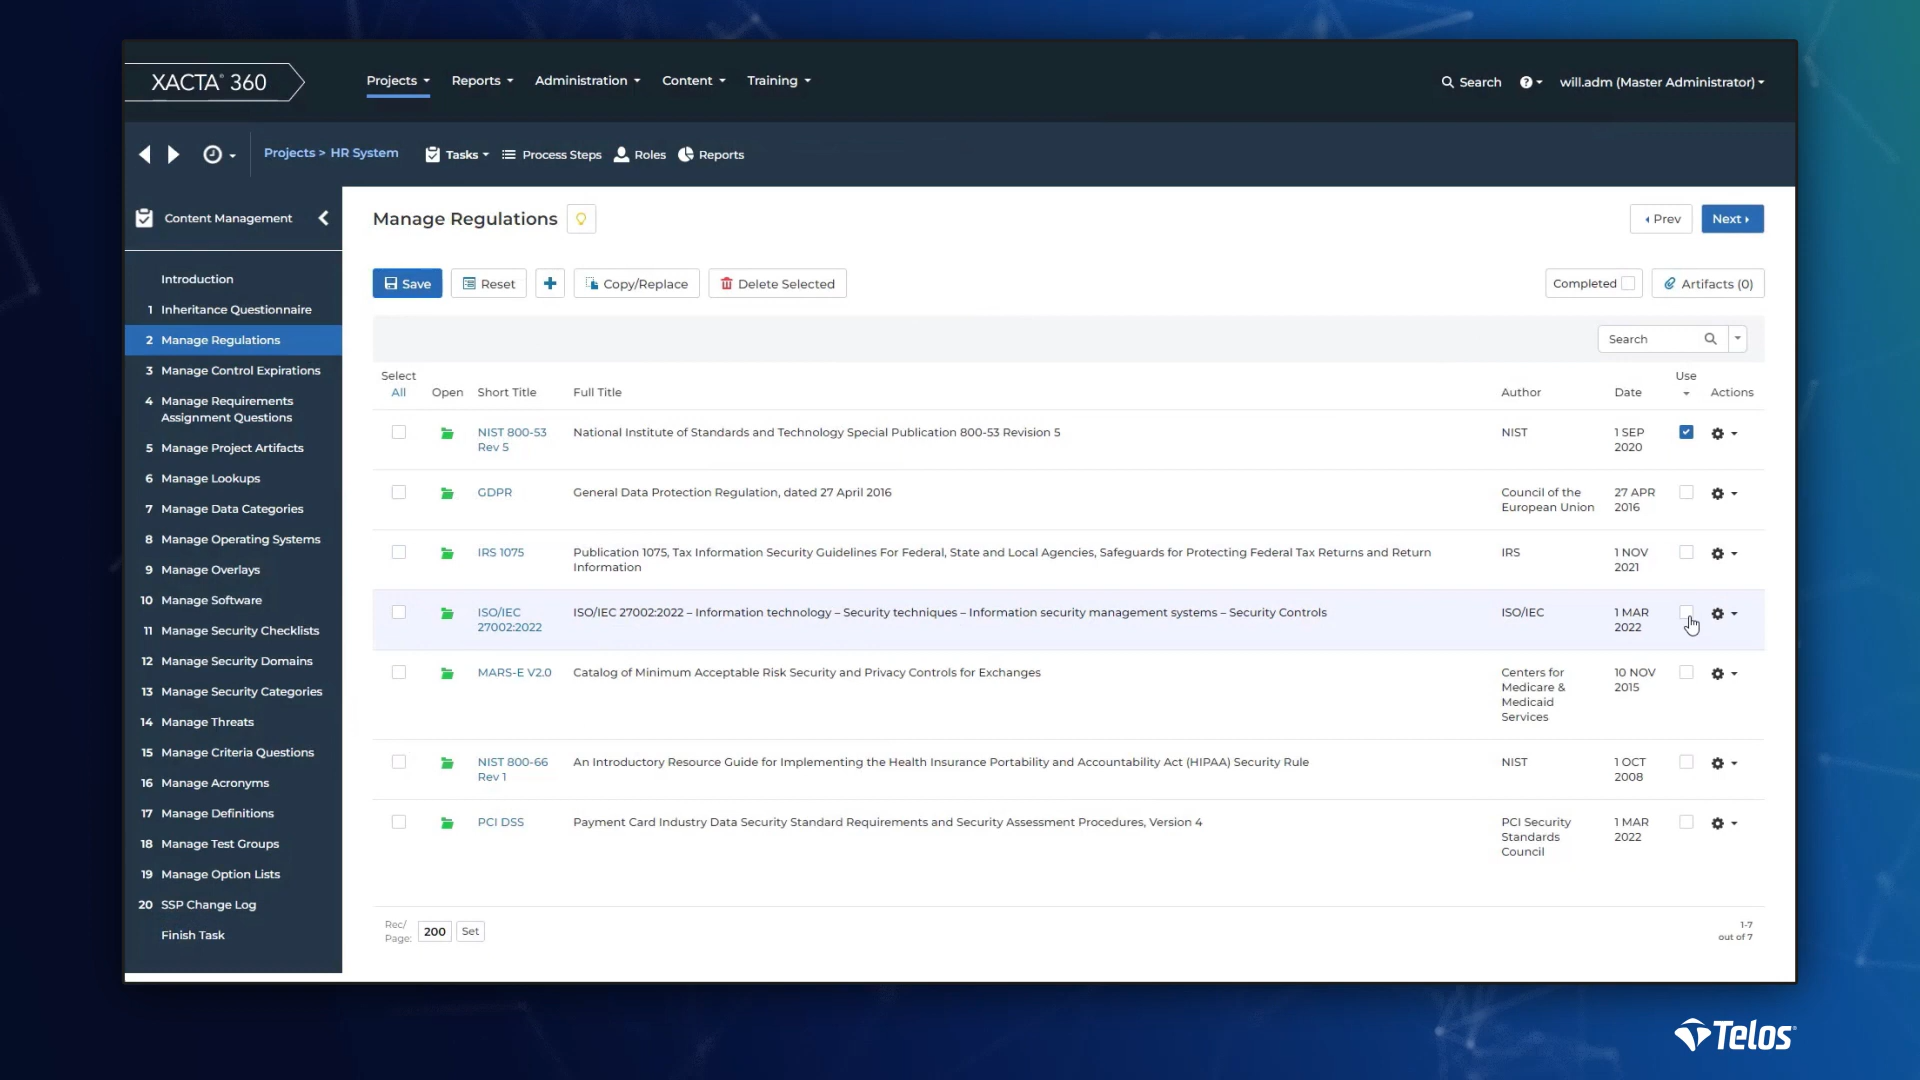 XACTA® 360
Projects
Reports
Administration
Content
Training
Search
will.adm (Master Administrator)
Projects > HR System
Tasks
Process Steps
Roles
Reports
Content Management
Introduction
1 Inheritance Questionnaire
2 Manage Regulations
3 Manage Control Expirations
4 Manage Requirements
Assignment Questions
5 Manage Project Artifacts
6 Manage Lookups
7 Manage Data Categories
8 Manage Operating Systems
9 Manage Overlays
10 Manage Software
11 Manage Security Checklists
12 Manage Security Domains
13 Manage Security Categories
14 Manage Threats
15 Manage Criteria Questions
16 Manage Acronyms
17 Manage Definitions
18 Manage Test Groups
19 Manage Option Lists
20 SSP Change Log
Finish Task
Manage Regulations
Prev
Next
Save
Reset
Copy/Replace
Delete Selected
Completed
Artifacts (0)
Search
Select
All
Open
Short Title
Full Title
Author
Date
Use
Actions
NIST 800-53
Rev 5
National Institute of Standards and Technology Special Publication 800-53 Revision 5
NIST
1 SEP
2020
GDPR
General Data Protection Regulation, dated 27 April 2016
Council of the
European Union
27 APR
2016
IRS 1075
Publication 1075, Tax Information Security Guidelines For Federal, State and Local Agencies, Safeguards for Protecting Federal Tax Returns and Return
Information
IRS
1 NOV
2021
ISO/IEC
27002:2022
ISO/IEC 27002:2022 – Information technology – Security techniques – Information security management systems – Security Controls
ISO/IEC
1 MAR
2022
MARS-E V2.0
Catalog of Minimum Acceptable Risk Security and Privacy Controls for Exchanges
Centers for
Medicare &
Medicaid
Services
10 NOV
2015
NIST 800-66
Rev 1
An Introductory Resource Guide for Implementing the Health Insurance Portability and Accountability Act (HIPAA) Security Rule
NIST
1 OCT
2008
PCI DSS
Payment Card Industry Data Security Standard Requirements and Security Assessment Procedures, Version 4
PCI Security
Standards
Council
1 MAR
2022
Rec/
Page:
200
Set
1-7
out of 7
Telos